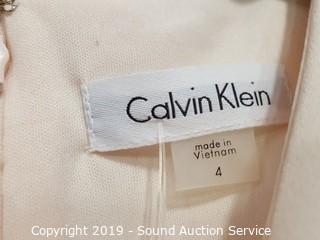 Calvin Klein
made in
Vietnam
4
Copyright 2019 - Sound Auction Service